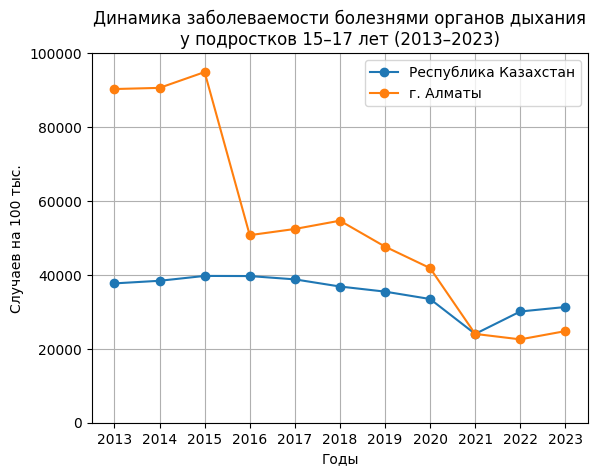 Динамика заболеваемости болезнями органов дыхания
у подростков 15–17 лет (2013–2023)
Республика Казахстан
г. Алматы
Случаев на 100 тыс.
100000
80000
60000
40000
20000
0
2013 2014 2015 2016 2017 2018 2019 2020 2021 2022 2023
Годы